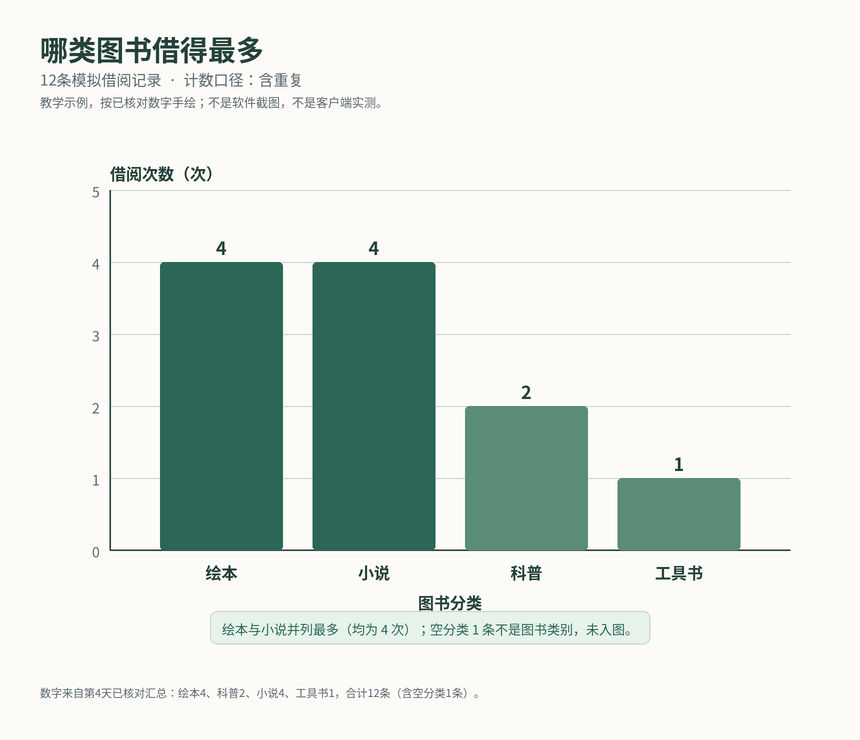 哪类图书借得最多
12条模拟借阅记录 · 计数口径：含重复
教学示例，按已核对数字手绘；不是软件截图，不是客户端实测。
借阅次数（次）
5
4
3
2
1
0
4
4
2
1
绘本
小说
科普
工具书
图书分类
绘本与小说并列最多（均为 4 次）；空分类 1 条不是图书类别，未入图。
数字来自第4天已核对汇总：绘本4、科普2、小说4、工具书1，合计12条（含空分类1条）。